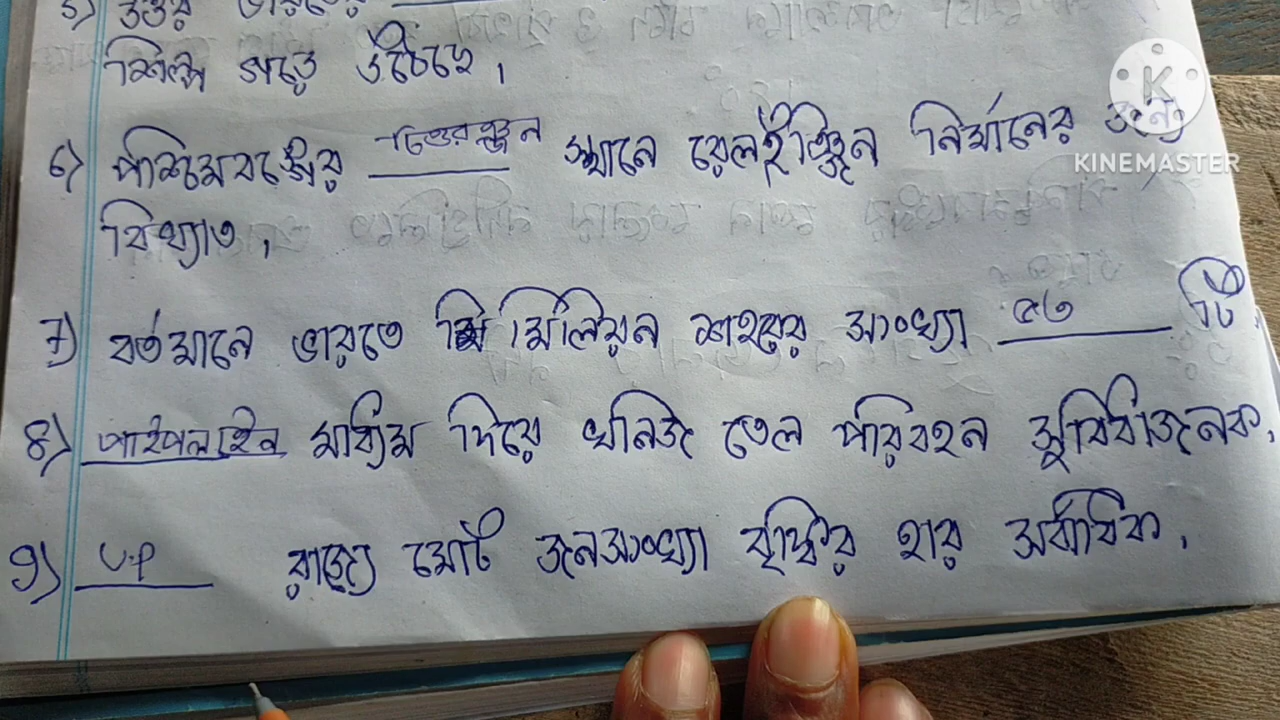 5) উত্তর ভারতের
শিল্প গড়ে উঠেছে।
6) পশ্চিমবঙ্গের চিত্তরঞ্জন স্থানে রেলইঞ্জিন নির্মানের জন্য
বিখ্যাত।
7) বর্তমানে ভারতে মিলিয়ন শহরের সংখ্যা ৫৩ টি
8) পাইপলাইন মাধ্যম দিয়ে খনিজ তেল পরিবহন সুবিধাজনক।
9) U.P রাজ্যে মোট জনসংখ্যা বৃদ্ধির হার সর্বাধিক।
K
KINEMASTER